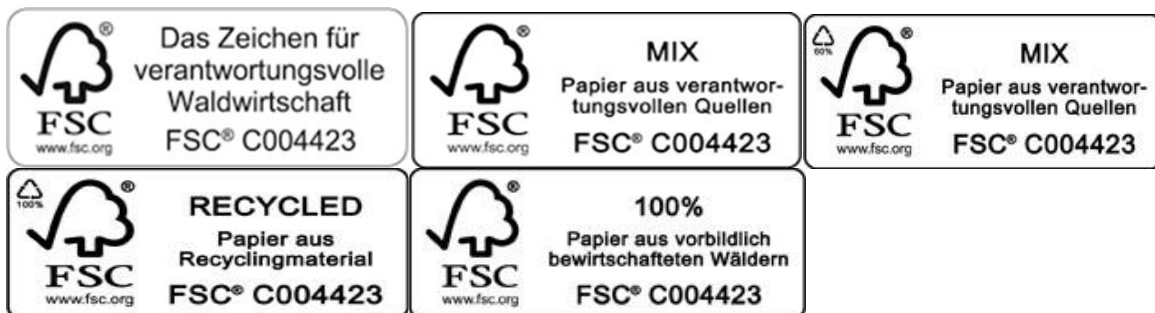 ®
FSC
www.fsc.org
Das Zeichen für
verantwortungsvolle
Waldwirtschaft
FSC® C004423
®
FSC
www.fsc.org
MIX
Papier aus verantwor-
tungsvollen Quellen
FSC® C004423
60%
®
FSC
www.fsc.org
MIX
Papier aus verantwor-
tungsvollen Quellen
FSC® C004423
100%
®
FSC
www.fsc.org
RECYCLED
Papier aus
Recyclingmaterial
FSC® C004423
®
FSC
www.fsc.org
100%
Papier aus vorbildlich
bewirtschafteten Wäldern
FSC® C004423